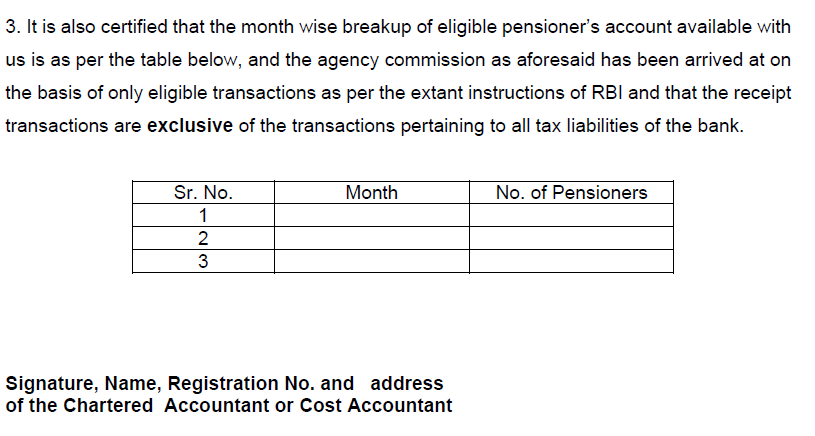 3. It is also certified that the month wise breakup of eligible pensioner’s account available with
us is as per the table below, and the agency commission as aforesaid has been arrived at on
the basis of only eligible transactions as per the extant instructions of RBI and that the receipt
transactions are exclusive of the transactions pertaining to all tax liabilities of the bank.
Sr. No. Month No. of Pensioners
1
2
3
Signature, Name, Registration No. and address
of the Chartered Accountant or Cost Accountant